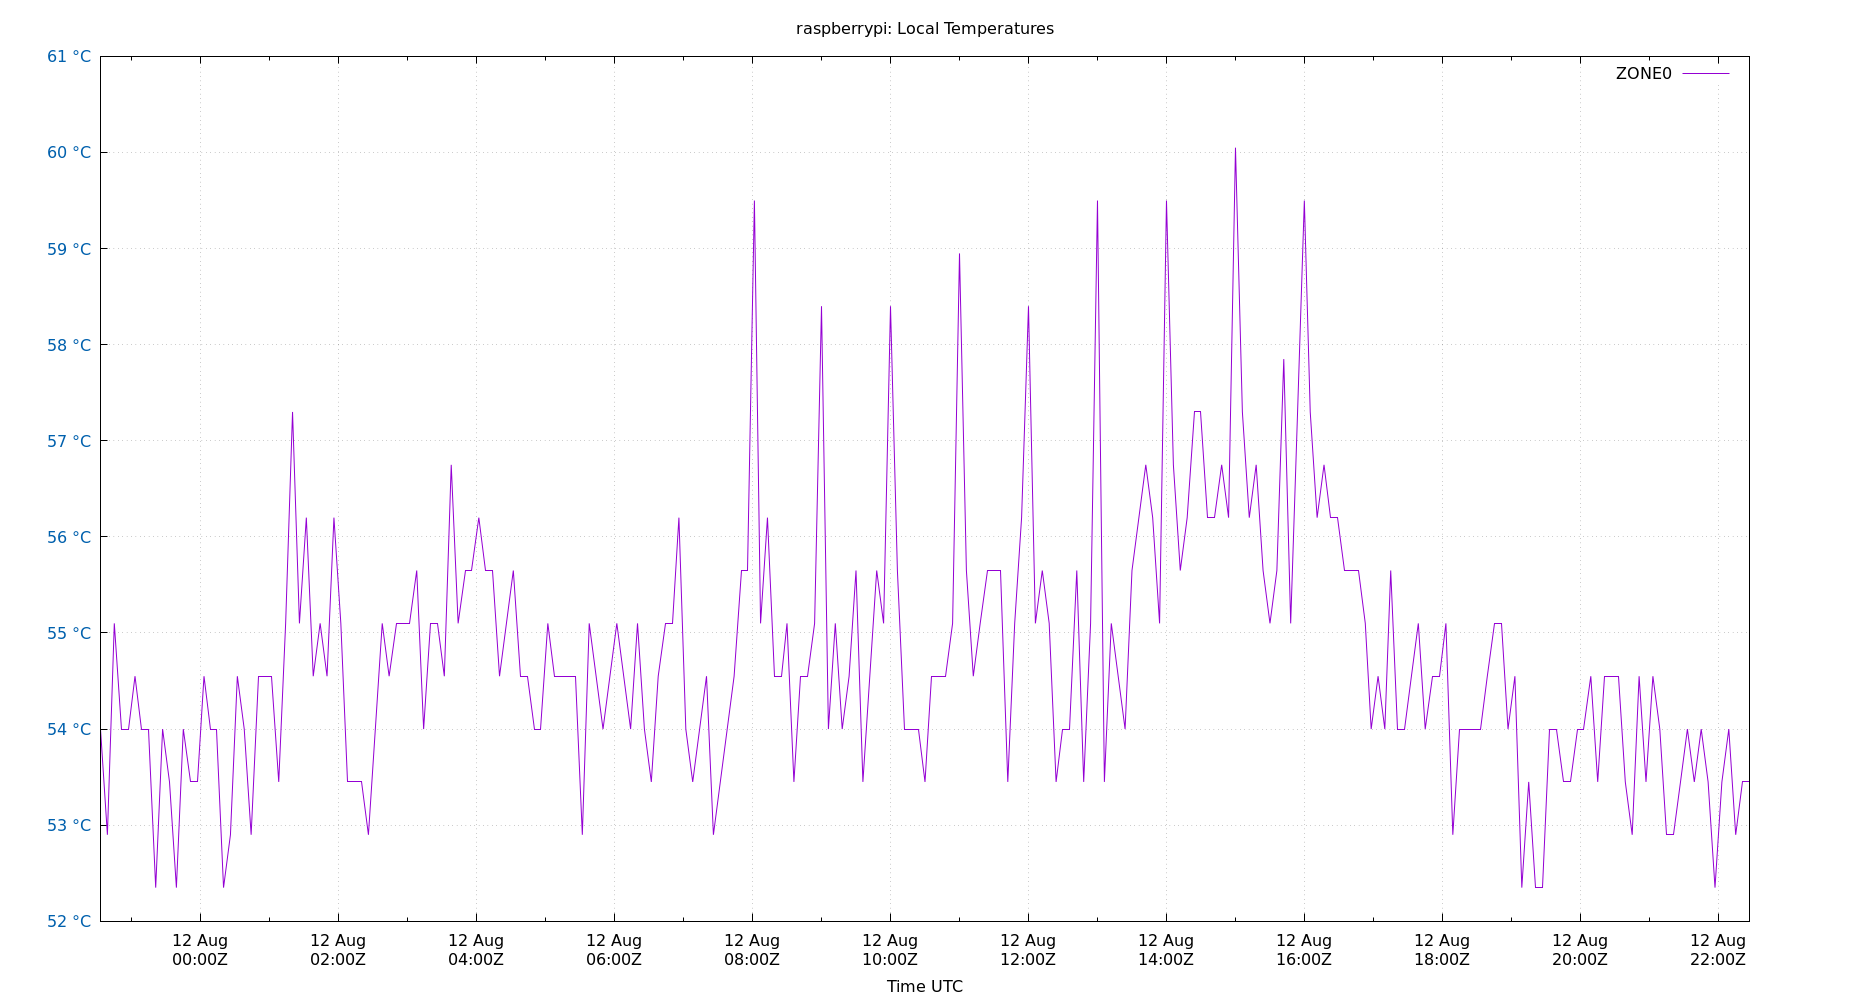 raspberrypi: Local Temperatures
61 °C
ZONE0
60 °C
59 °C
58 °C
57 °C
56 °C
55 °C
54 °C
53 °C
52 °C
12 Aug 12 Aug 12 Aug 12 Aug 12 Aug 12 Aug 12 Aug 12 Aug 12 Aug 12 Aug 12 Aug 12 Aug
00:00Z 02:00Z 04:00Z 06:00Z 08:00Z 10:00Z 12:00Z 14:00Z 16:00Z 18:00Z 20:00Z 22:00Z
Time UTC